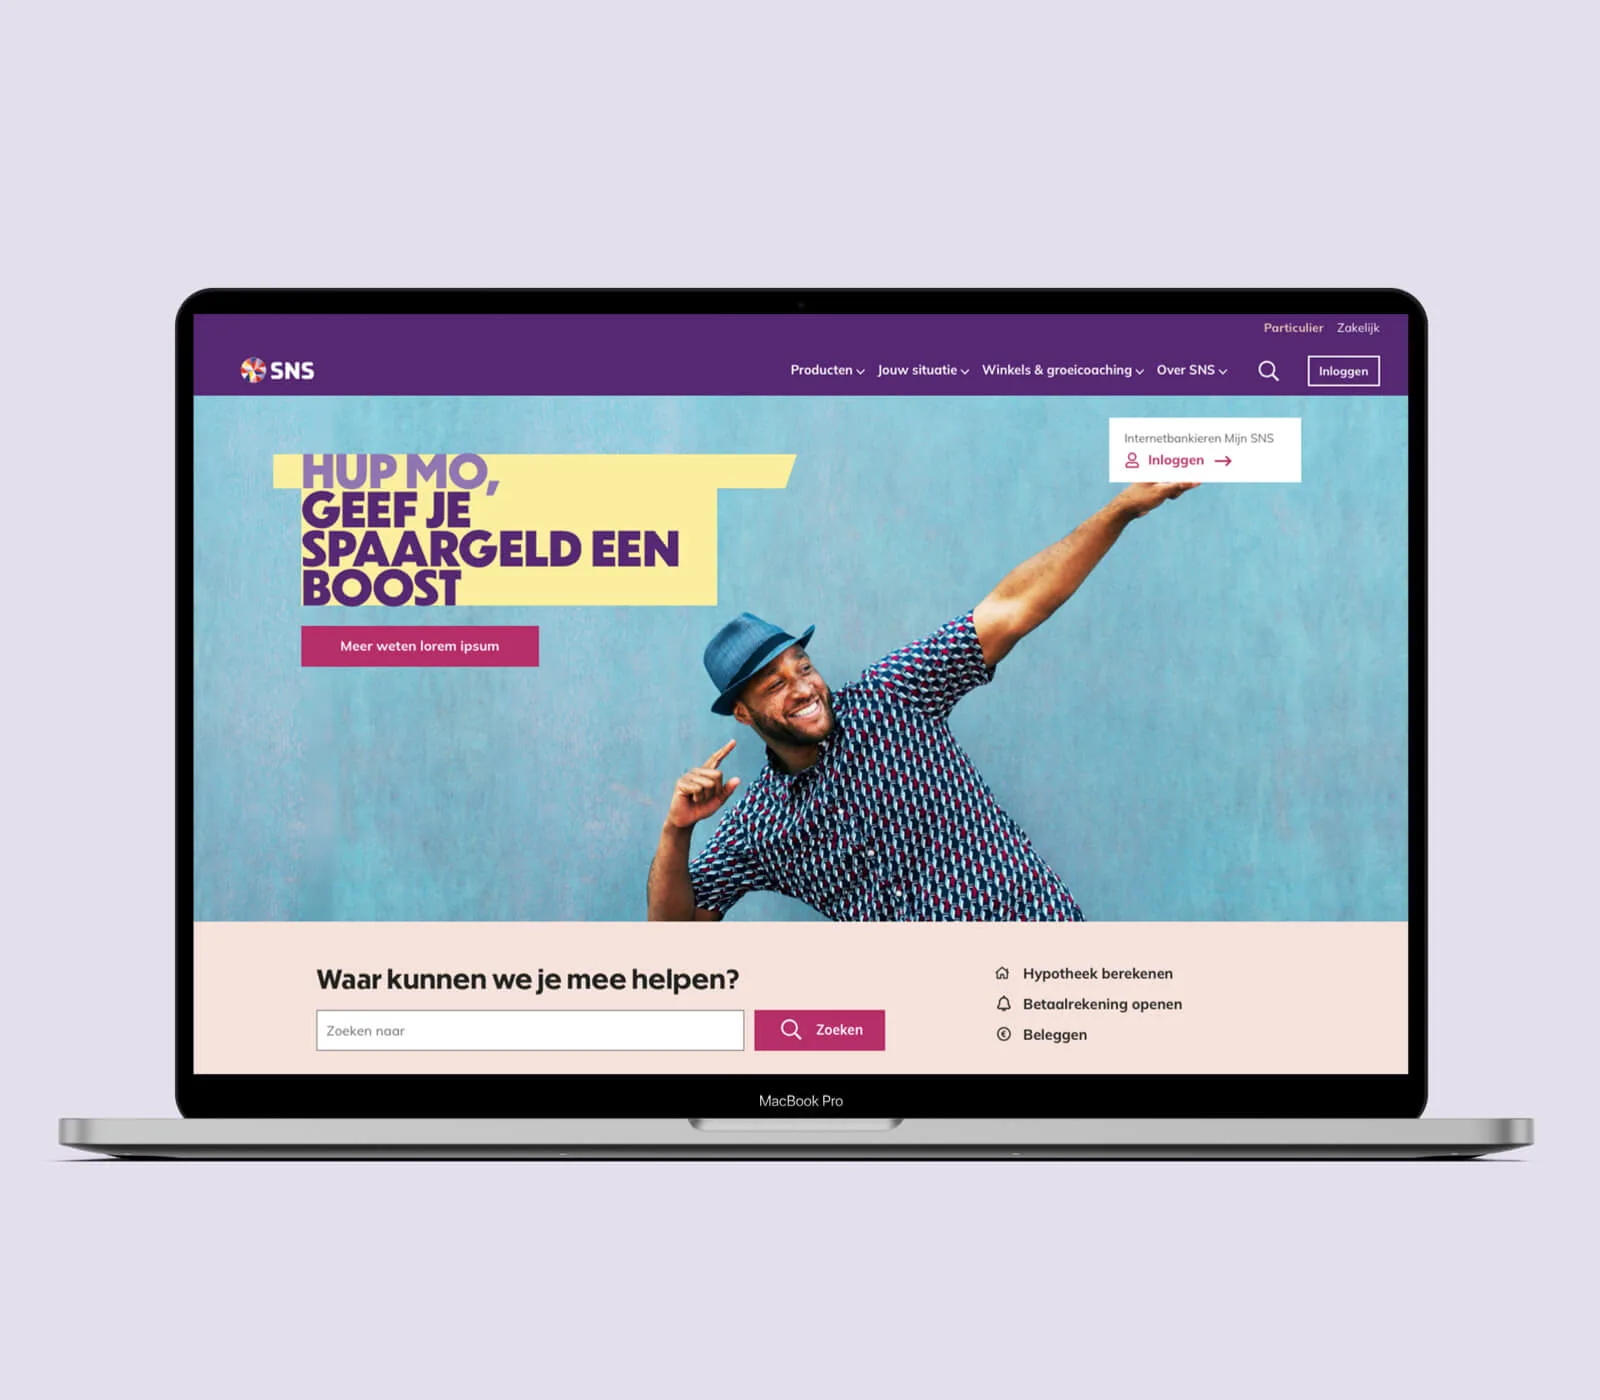 Particulier Zakelijk
SNS Producten Jouw situatie Winkels & groeicoaching Over SNS Inloggen
Internetbankieren Mijn SNS
Inloggen
HUP MO,
GEEF JE
SPAARGELD EEN
BOOST
Meer weten lorem ipsum
Waar kunnen we je mee helpen?
Zoeken naar Zoeken
Hypotheek berekenen
Betaalrekening openen
Beleggen
MacBook Pro